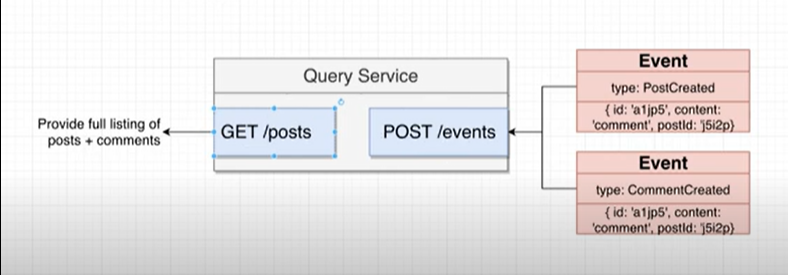 Query Service
Provide full listing of
posts + comments
GET /posts
POST /events
Event
type: PostCreated
{ id: 'a1jp5', content:
'comment', postId: 'j5i2p}
Event
type: CommentCreated
{ id: 'a1jp5', content:
'comment', postId: 'j5i2p}